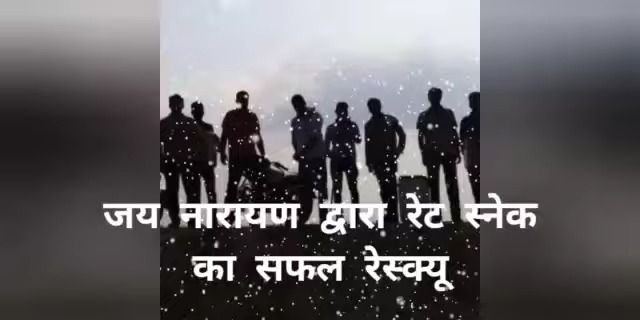 जय नारायण द्वारा रेट स्नेक
का सफल रेस्क्यू